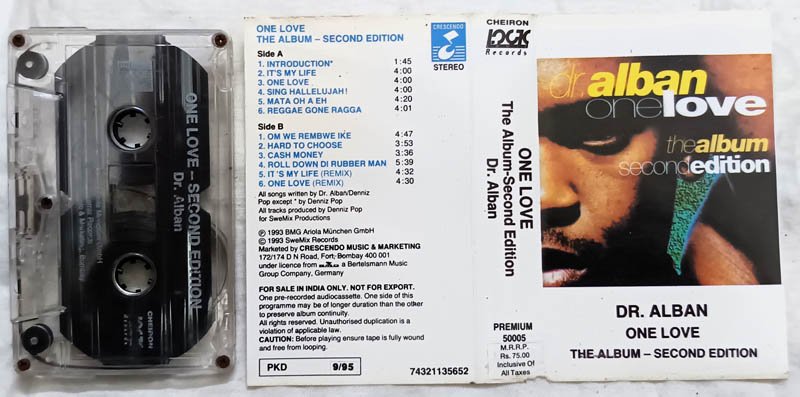 ONE LOVE – SECOND EDITION
Dr. Alban
CHEIRON
ONE LOVE
THE ALBUM – SECOND EDITION
CRESCENDO
STEREO
Side A
1. INTRODUCTION* 1:45
2. IT'S MY LIFE 4:00
3. ONE LOVE 4:00
4. SING HALLELUJAH! 4:00
5. MATA OH A EH 4:20
6. REGGAE GONE RAGGA 4:01
Side B
1. OM WE REMBWE IKE 4:47
2. HARD TO CHOOSE 3:53
3. CASH MONEY 3:36
4. ROLL DOWN DI RUBBER MAN 5:39
5. IT'S MY LIFE (REMIX) 4:32
6. ONE LOVE (REMIX) 4:30
All songs written by Dr. Alban/Denniz
Pop except * by Denniz Pop
All tracks produced by Denniz Pop
for SweMix Productions
℗ 1993 BMG Ariola München GmbH
© 1993 SweMix Records
Marketed by CRESCENDO MUSIC & MARKETING
172/174 D N Road, Fort, Bombay 400 001
under licence from BMG a Bertelsmann Music
Group Company, Germany
FOR SALE IN INDIA ONLY. NOT FOR EXPORT.
One pre-recorded audiocassette. One side of this
programme may be of longer duration than the other
to preserve album continuity.
All rights reserved. Unauthorised duplication is a
violation of applicable law.
CAUTION: Before playing ensure tape is fully wound
and free from looping.
PKD 9/95
74321135652
CHEIRON
LOGIC
Records
ONE LOVE
The Album-Second Edition
Dr. Alban
PREMIUM
50005
M.R.R.P.
Rs. 75.00
Inclusive Of
All Taxes
dr. alban
one love
the album
second edition
DR. ALBAN
ONE LOVE
THE ALBUM – SECOND EDITION